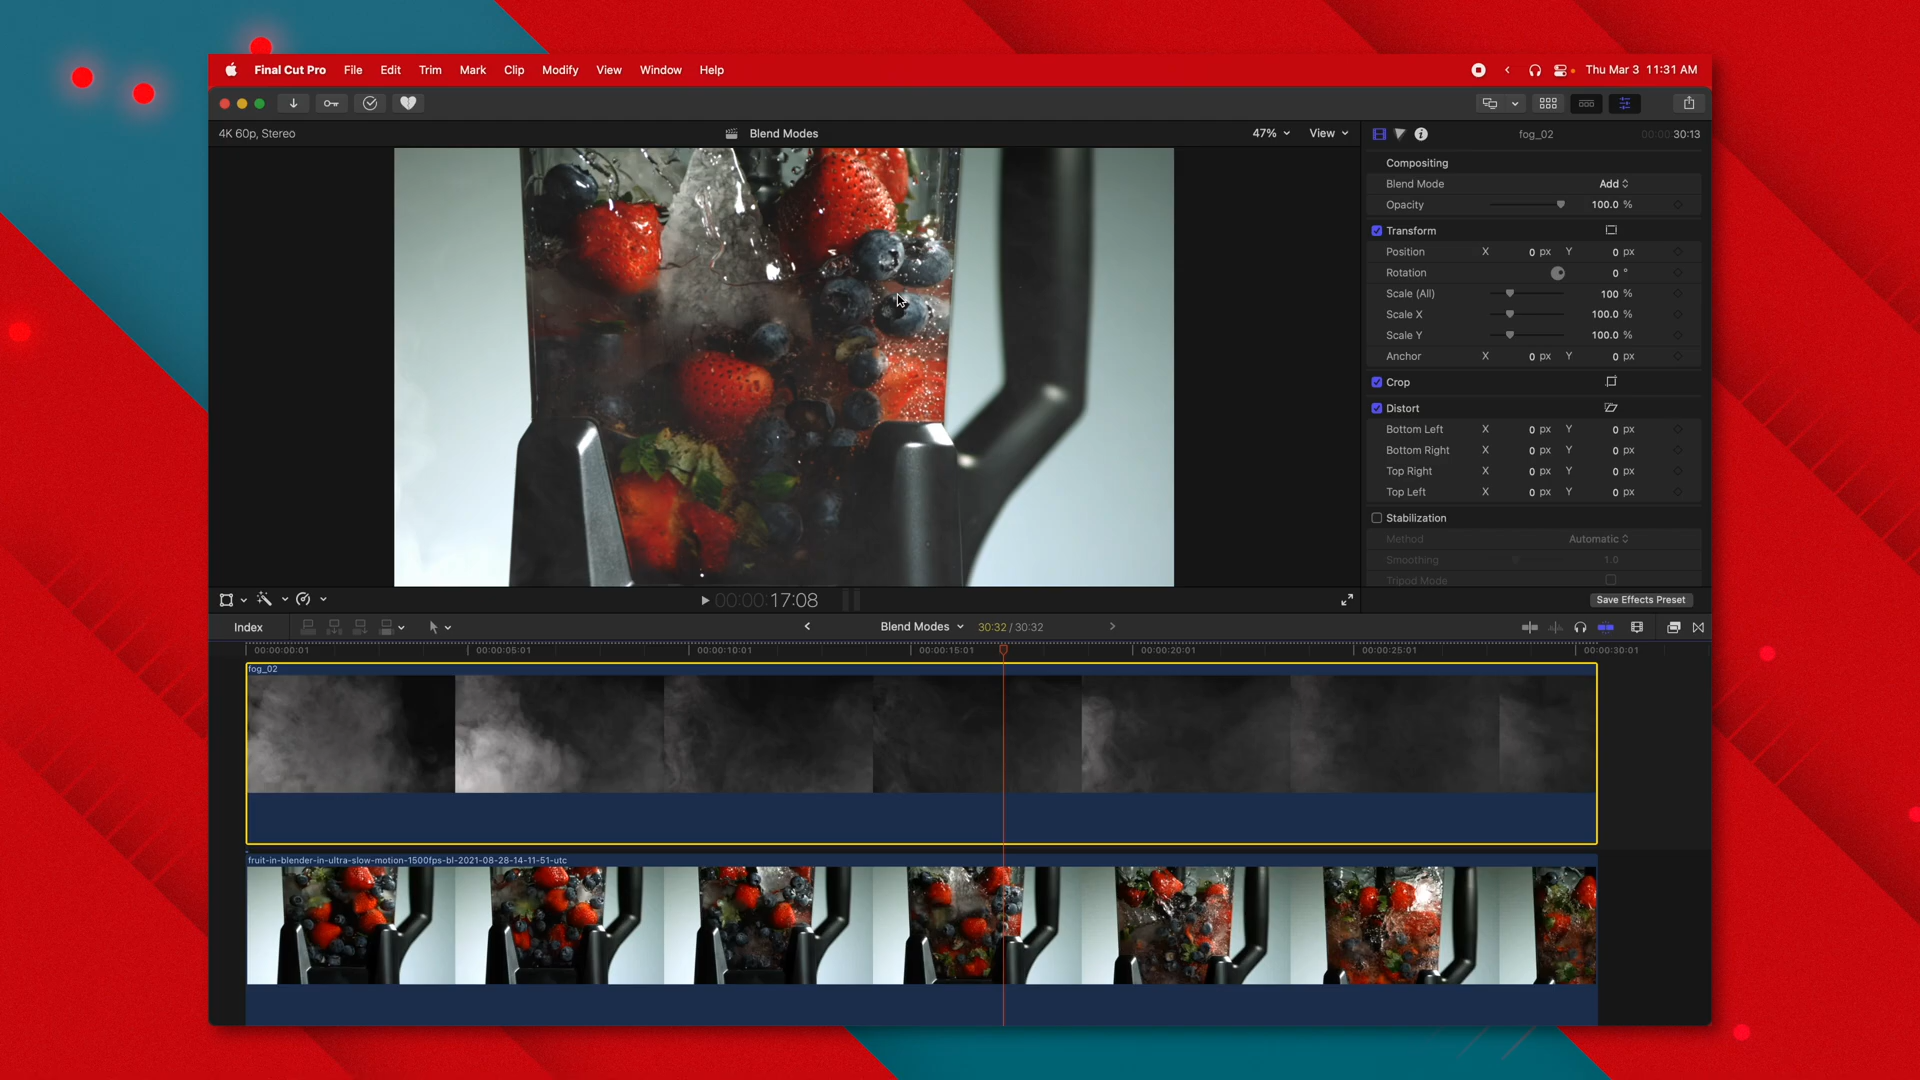 Final Cut Pro File Edit Trim Mark Clip Modify View Window Help Thu Mar 3 11:31 AM
4K 60p, Stereo Blend Modes 47% View fog_02 00:00:30:13
Compositing
Blend Mode Add
Opacity 100.0 %
Transform
Position X 0 px Y 0 px
Rotation 0 °
Scale (All) 100 %
Scale X 100.0 %
Scale Y 100.0 %
Anchor X 0 px Y 0 px
Crop
Distort
Bottom Left X 0 px Y 0 px
Bottom Right X 0 px Y 0 px
Top Right X 0 px Y 0 px
Top Left X 0 px Y 0 px
Stabilization
Method Automatic
Smoothing 1.0
Tripod Mode
00:00:17:08 Save Effects Preset
Index Blend Modes 30:32 / 30:32
00:00:00:01 00:00:05:01 00:00:10:01 00:00:15:01 00:00:20:01 00:00:25:01 00:00:30:01
fog_02
fruit-in-blender-in-ultra-slow-motion-1500fps-bl-2021-08-28-14-11-51-utc